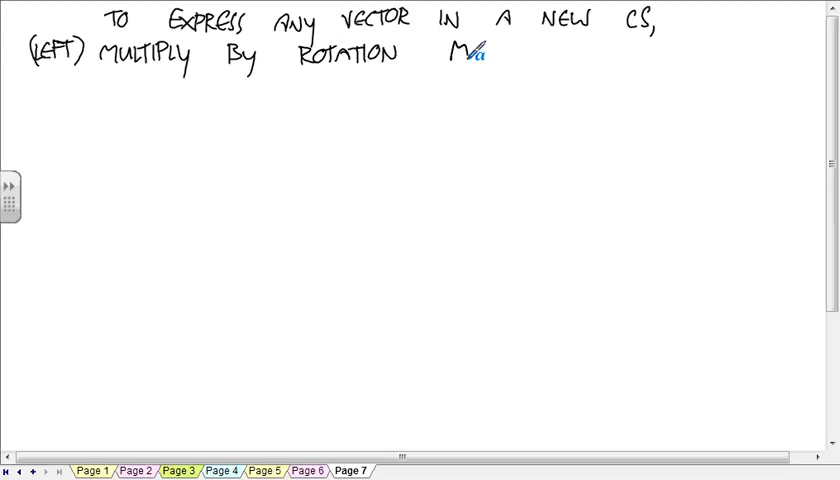 TO EXPRESS ANY VECTOR IN A NEW CS,
(LEFT) MULTIPLY BY ROTATION M
Page 1 Page 2 Page 3 Page 4 Page 5 Page 6 Page 7